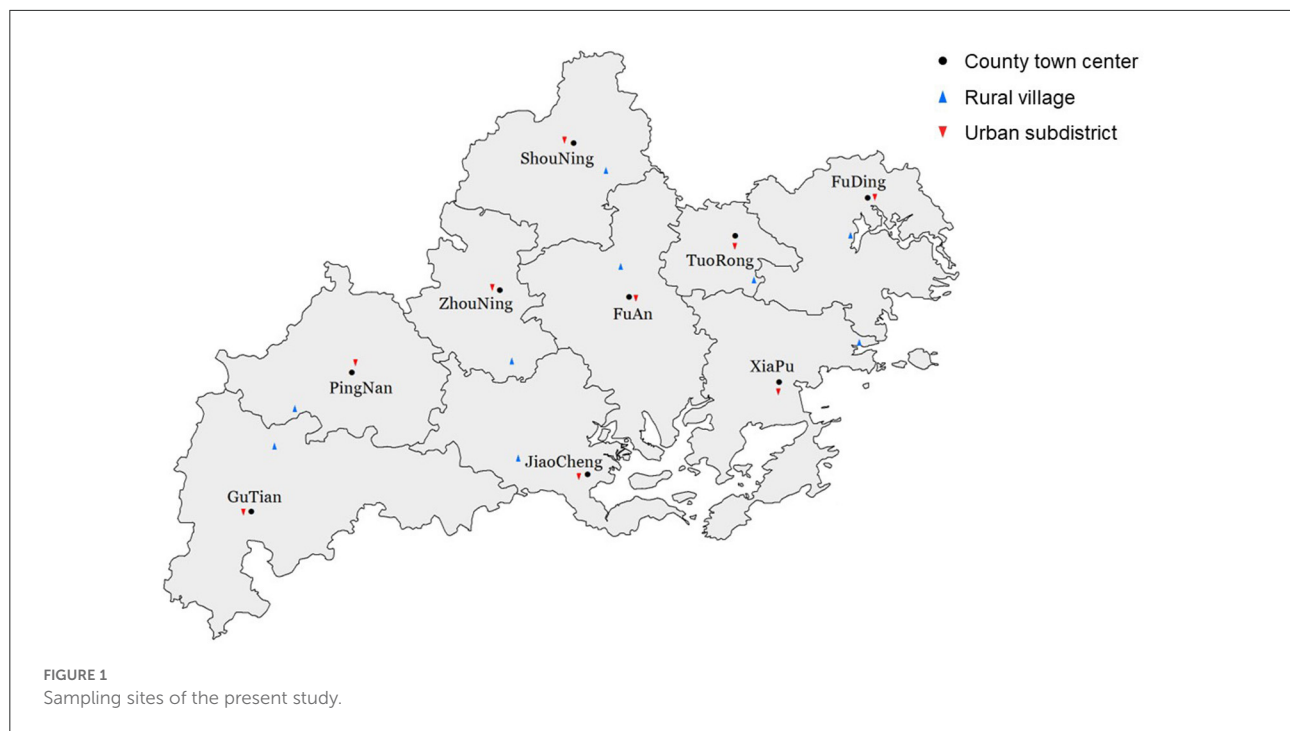 County town center
Rural village
Urban subdistrict
ShouNing
FuDing
TuoRong
ZhouNing
FuAn
XiaPu
PingNan
JiaoCheng
GuTian
FIGURE 1
Sampling sites of the present study.